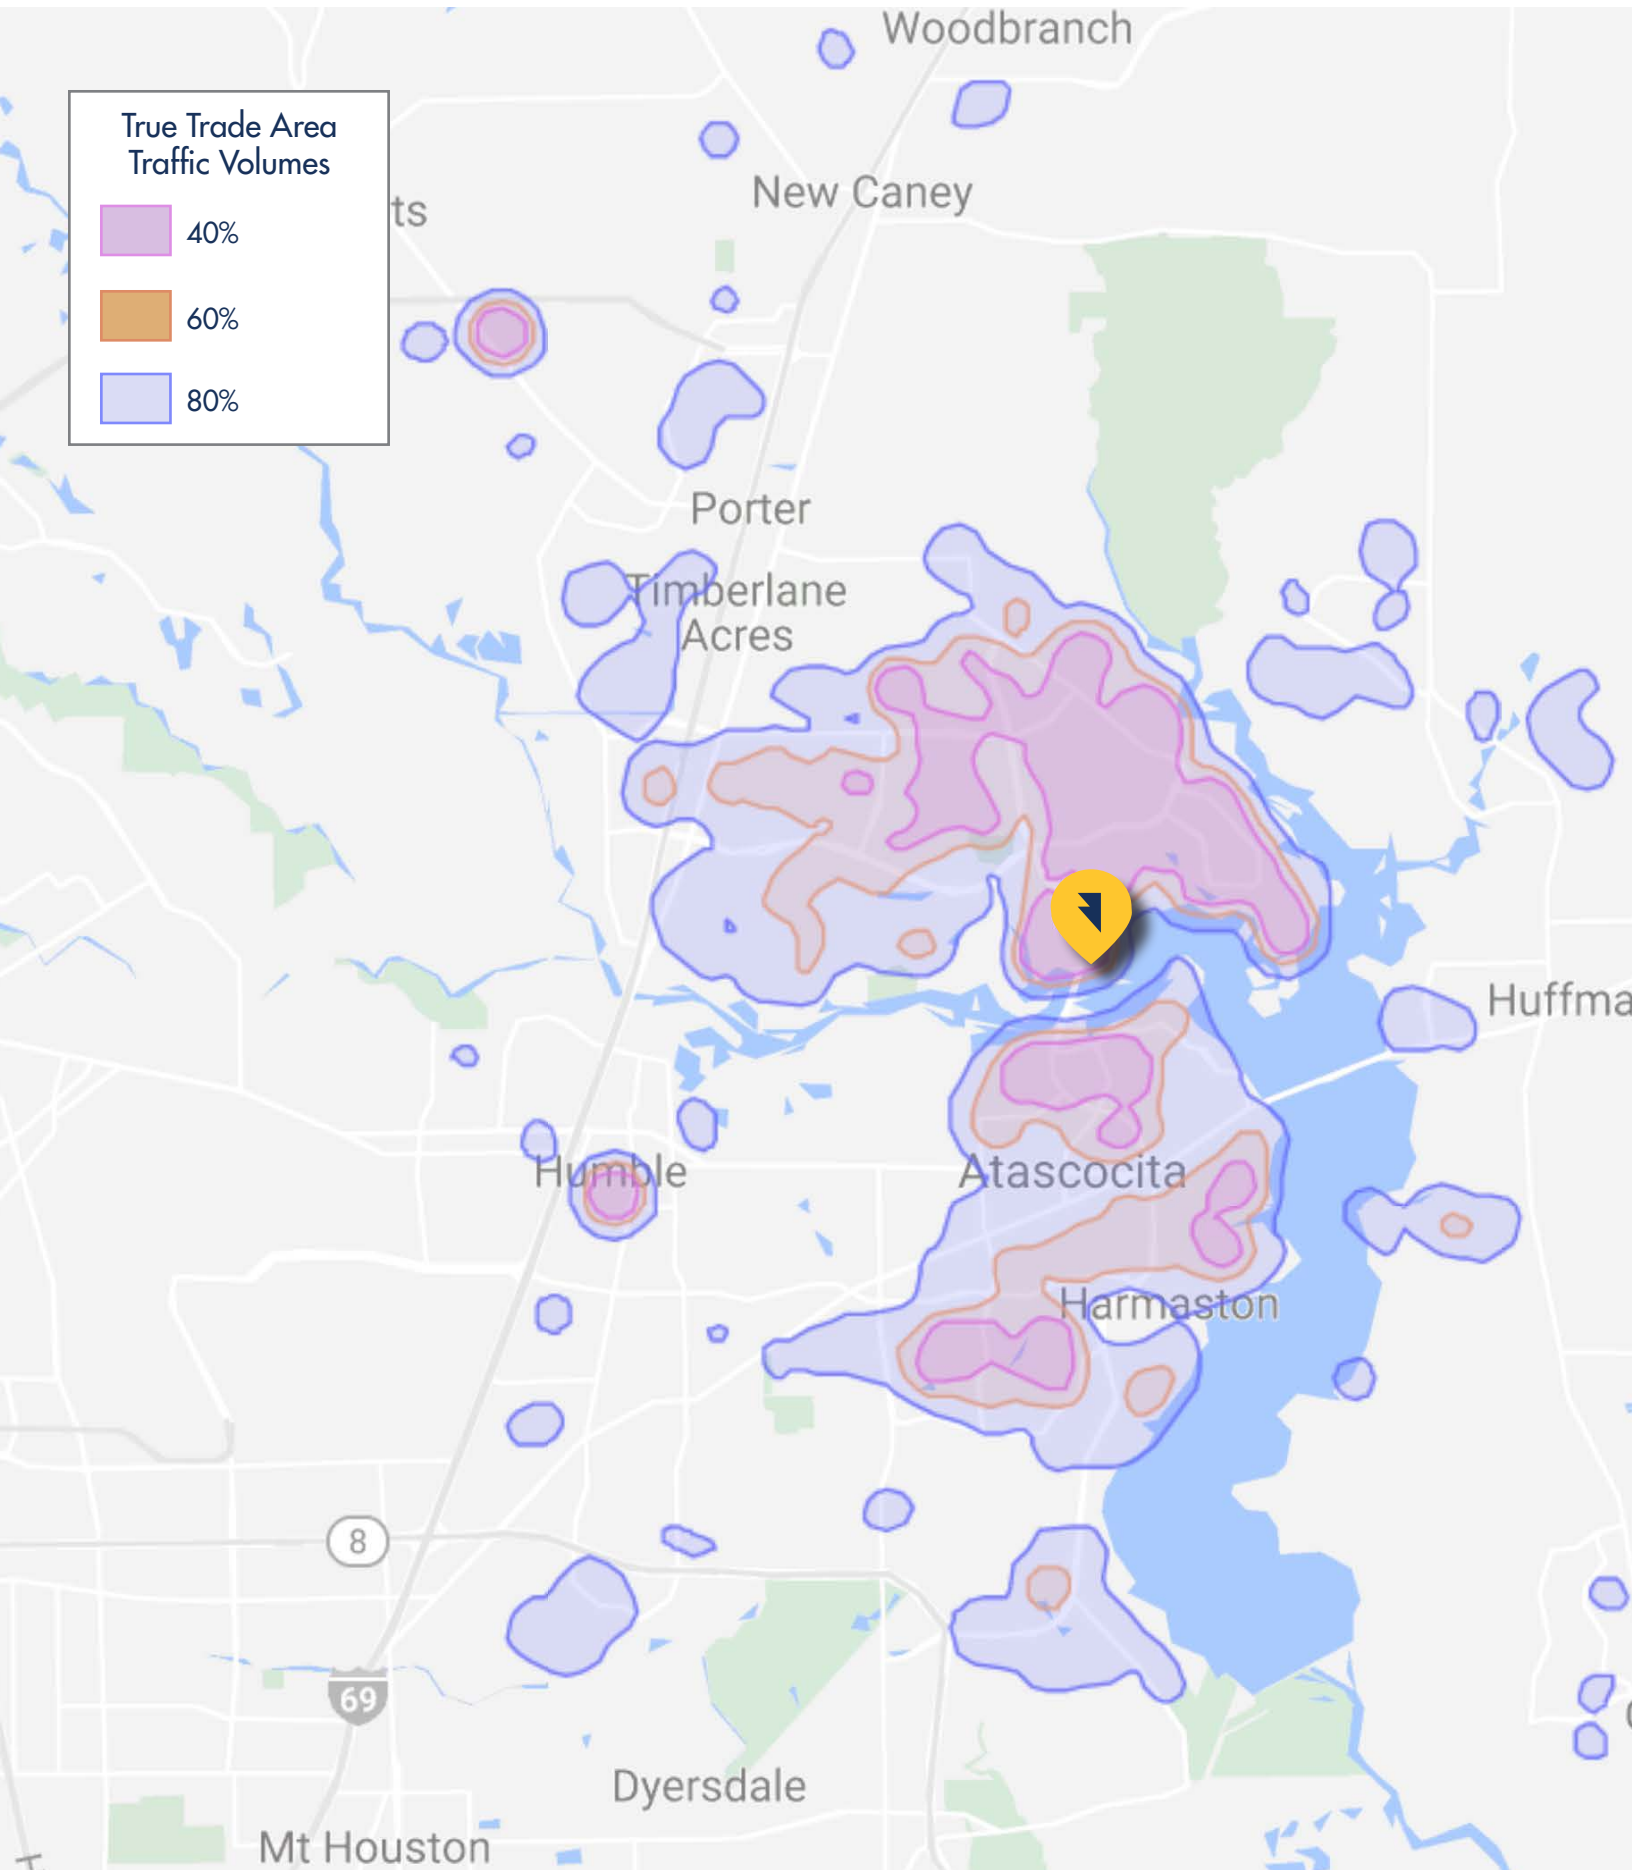 Woodbranch
True Trade Area
Traffic Volumes
New Caney
ts
40%
60%
80%
Porter
Timberlane
Acres
Huffma
Humble
Atascocita
Harmaston
8
69
Dyersdale
Mt Houston